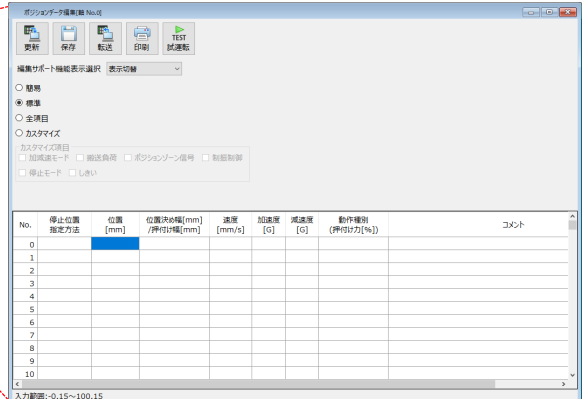 ポジションデータ編集[軸 No.0]
更新 保存 転送 印刷 TEST 試運転
編集サポート機能表示選択 表示切替
簡易
標準
全項目
カスタマイズ
カスタマイズ項目
加減速モード 搬送負荷 ポジションゾーン信号 制振制御
停止モード しきい
No. 停止位置指定方法 位置[mm] 位置決め幅[mm]/押付け幅[mm] 速度[mm/s] 加速度[G] 減速度[G] 動作種別(押付け力[%]) コメント
0
1
2
3
4
5
6
7
8
9
10
入力範囲:-0.15～100.15